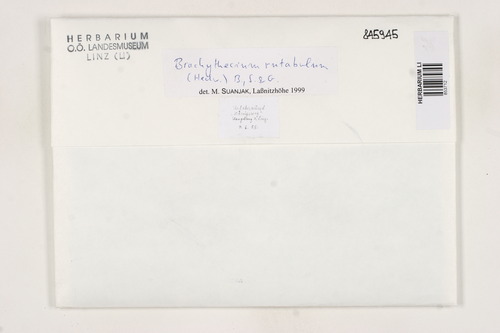 HERBARIUM
O.Ö. LANDESMUSEUM
LINZ (LI)
845945
Brachythecium rutabulum
(Hedw.) B, S. & G.
det. M. SUANJAK, Laßnitzhöhe 1999
HERBARIUM LI